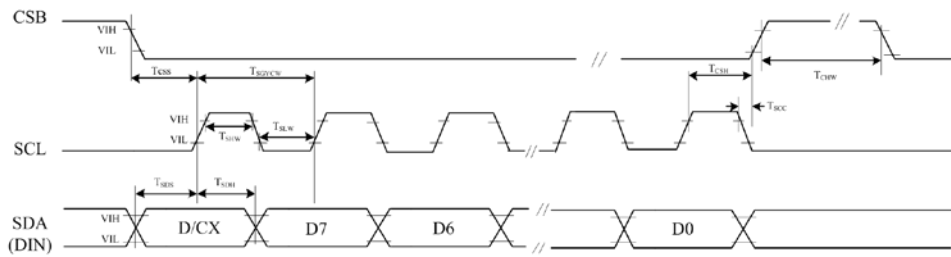 CSB
VIH
VIL
TCSS
TSCYCW
TCSH
TCHW
TSCC
SCL
VIH
VIL
TSHW
TSLW
TSDS
TSDH
SDA
(DIN)
VIH
VIL
D/CX
D7
D6
D0